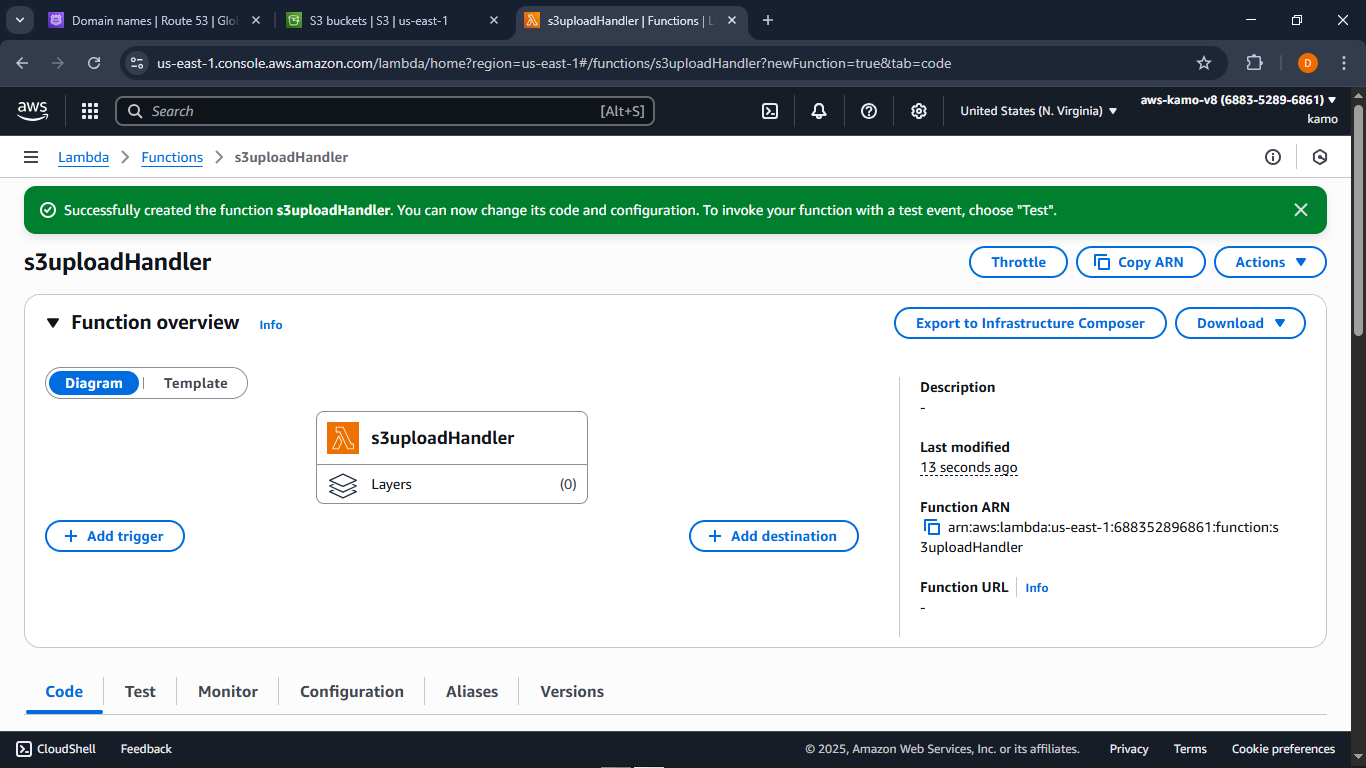 Domain names | Route 53 | Glo
S3 buckets | S3 | us-east-1
s3uploadHandler | Functions | L
us-east-1.console.aws.amazon.com/lambda/home?region=us-east-1#/functions/s3uploadHandler?newFunction=true&tab=code
D
aws
Search
[Alt+S]
United States (N. Virginia)
aws-kamo-v8 (6883-5289-6861)
kamo
Lambda
Functions
s3uploadHandler
Successfully created the function s3uploadHandler. You can now change its code and configuration. To invoke your function with a test event, choose "Test".
s3uploadHandler
Throttle
Copy ARN
Actions
Function overview
Info
Export to Infrastructure Composer
Download
Diagram
Template
s3uploadHandler
Layers
(0)
Add trigger
Add destination
Description
-
Last modified
13 seconds ago
Function ARN
arn:aws:lambda:us-east-1:688352896861:function:s
3uploadHandler
Function URL
Info
-
Code
Test
Monitor
Configuration
Aliases
Versions
CloudShell
Feedback
© 2025, Amazon Web Services, Inc. or its affiliates.
Privacy
Terms
Cookie preferences